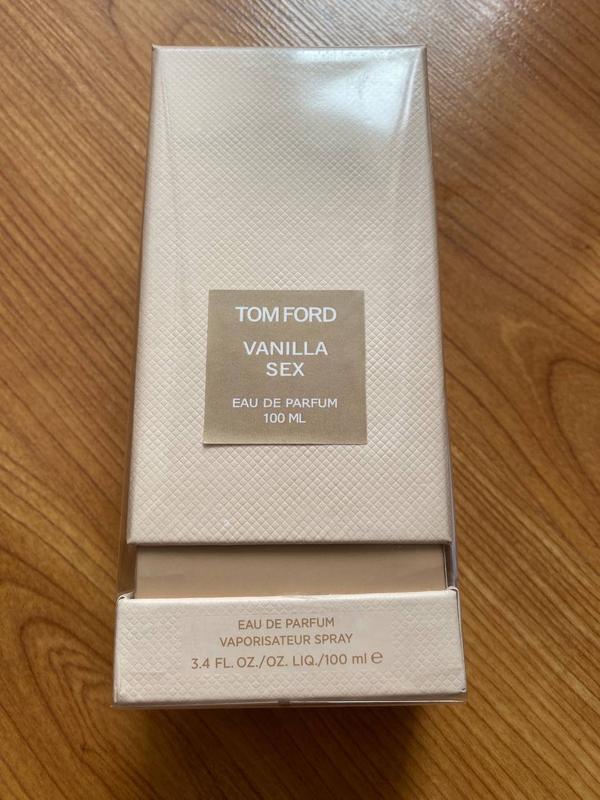 TOM FORD
VANILLA
SEX
EAU DE PARFUM
100 ML
EAU DE PARFUM
VAPORISATEUR SPRAY
3.4 FL. OZ./OZ. LIQ./100 ml ℮